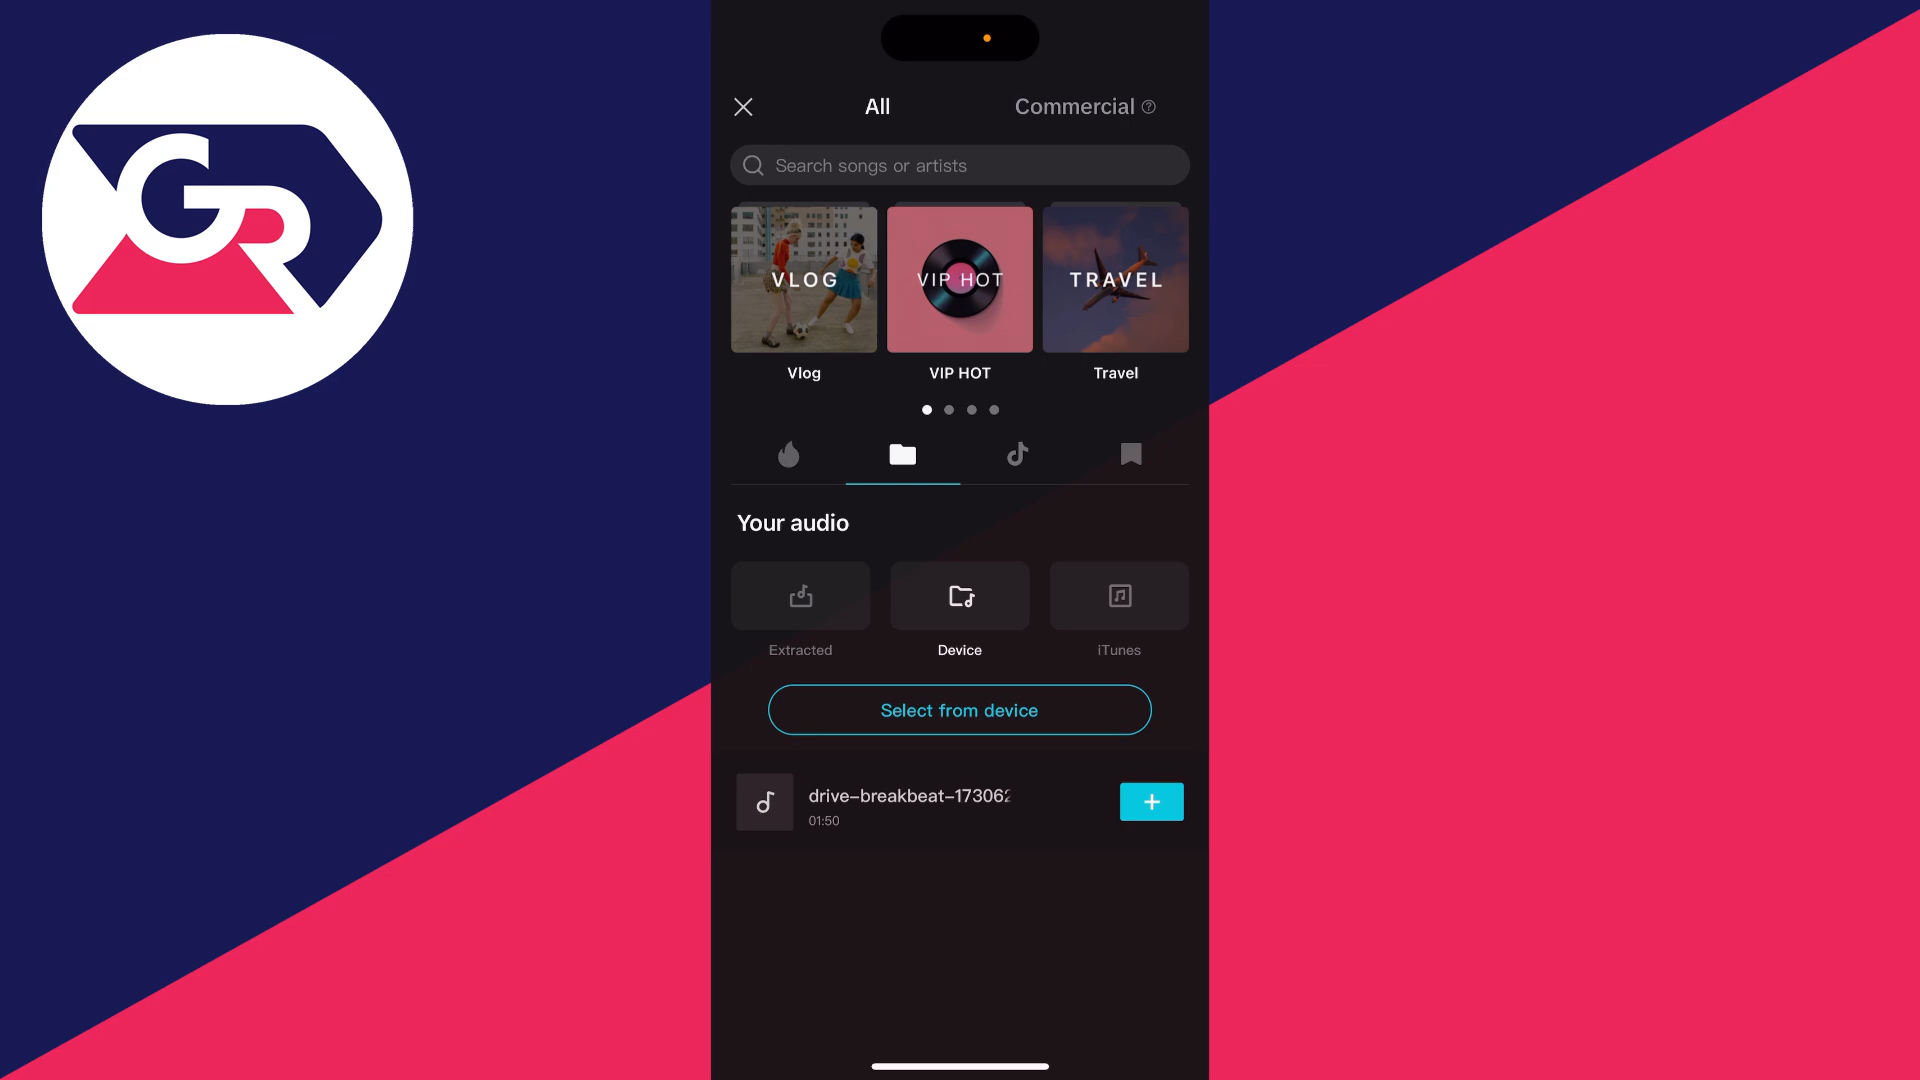 GR
All
Commercial
Search songs or artists
VLOG
VIP HOT
TRAVEL
Vlog
VIP HOT
Travel
Your audio
Extracted
Device
iTunes
Select from device
drive-breakbeat-17306
01:50